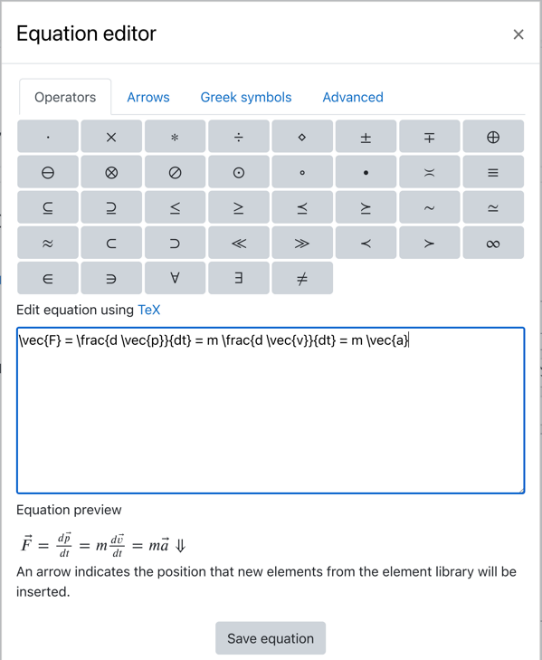 Equation editor ×
Operators Arrows Greek symbols Advanced
· × * ÷ ⋄ ± ∓ ⊕
⊖ ⊗ ⊘ ⊙ ∘ • ≍ ≡
⊆ ⊇ ≤ ≥ ⪯ ⪰ ∼ ≃
≈ ⊂ ⊃ ≪ ≫ ≺ ≻ ∞
∈ ∋ ∀ ∃ ≠
Edit equation using TeX
\vec{F} = \frac{d \vec{p}}{dt} = m \frac{d \vec{v}}{dt} = m \vec{a}
Equation preview
F⃗ = dp⃗/dt = m dv⃗/dt = ma⃗ ⇓
An arrow indicates the position that new elements from the element library will be
inserted.
Save equation